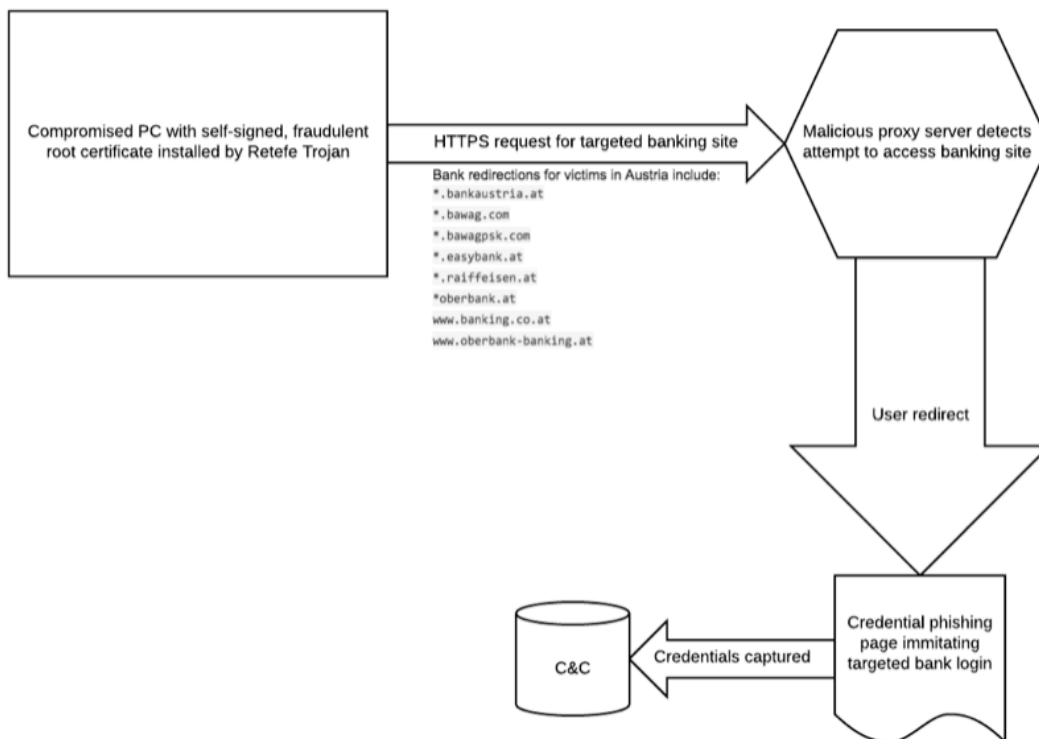 Compromised PC with self-signed, fraudulent
root certificate installed by Retefe Trojan
HTTPS request for targeted banking site
Bank redirections for victims in Austria include:
*.bankaustria.at
*.bawag.com
*.bawagpsk.com
*.easybank.at
*.raiffeisen.at
*oberbank.at
www.banking.co.at
www.oberbank-banking.at
Malicious proxy server detects
attempt to access banking site
User redirect
Credential phishing
page immitating
targeted bank login
Credentials captured
C&C